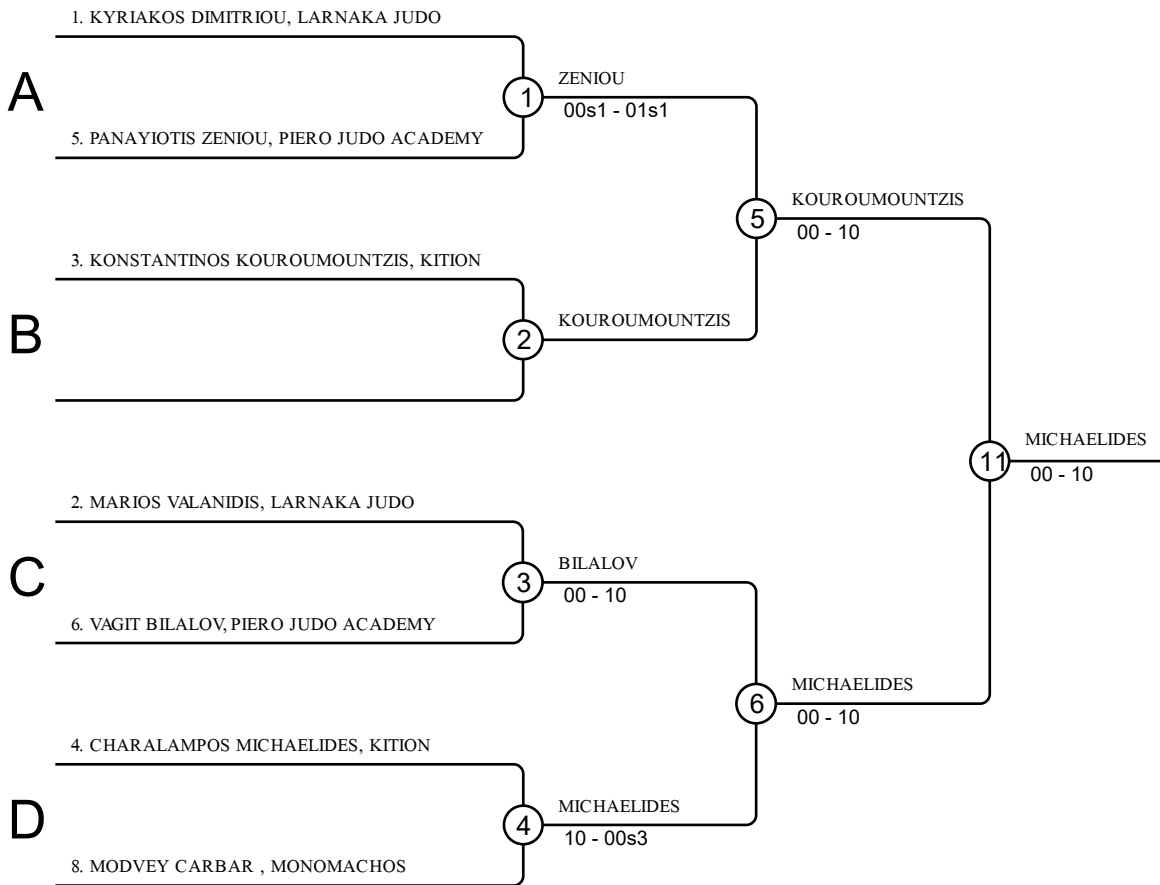 1. KYRIAKOS DIMITRIOU, LARNAKA JUDO
A
1
ZENIOU
00s1 - 01s1
5. PANAYIOTIS ZENIOU, PIERO JUDO ACADEMY
5
KOUROUMOUNTZIS
00 - 10
3. KONSTANTINOS KOUROUMOUNTZIS, KITION
B
2
KOUROUMOUNTZIS
11
MICHAELIDES
00 - 10
2. MARIOS VALANIDIS, LARNAKA JUDO
C
3
BILALOV
00 - 10
6. VAGIT BILALOV, PIERO JUDO ACADEMY
6
MICHAELIDES
00 - 10
4. CHARALAMPOS MICHAELIDES, KITION
D
4
MICHAELIDES
10 - 00s3
8. MODVEY CARBAR , MONOMACHOS